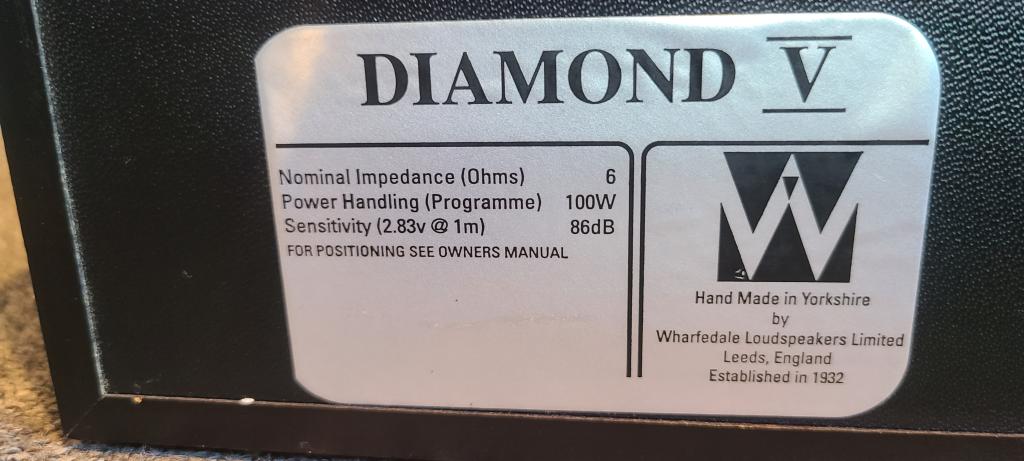 DIAMOND V
Nominal Impedance (Ohms) 6
Power Handling (Programme) 100W
Sensitivity (2.83v @ 1m) 86dB
FOR POSITIONING SEE OWNERS MANUAL
Hand Made in Yorkshire
by
Wharfedale Loudspeakers Limited
Leeds, England
Established in 1932